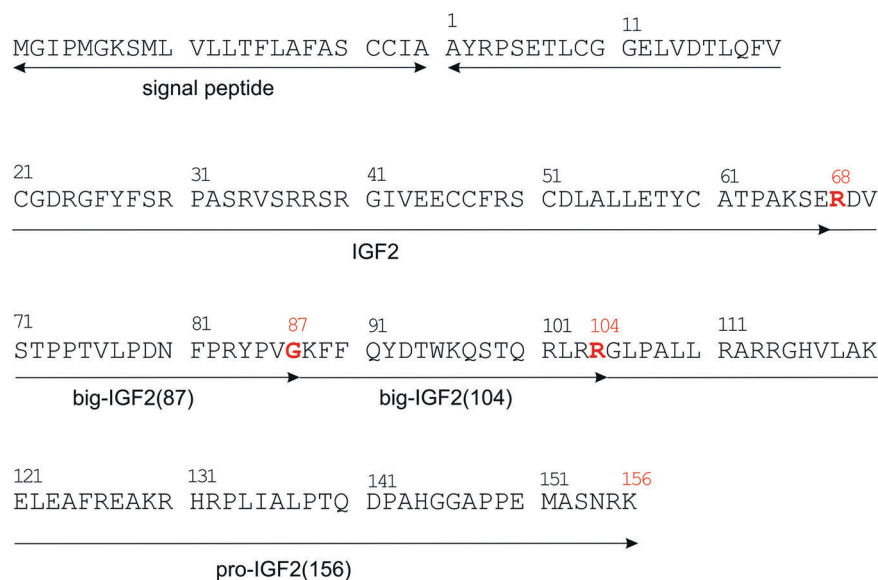 1 11
MGIPMGKSML VLLTFLAFAS CCIA AYRPSETLCG GELVDTLQFV
signal peptide
21 31 41 51 61 68
CGDRGFYFSR PASRVSRRSR GIVEECCFRS CDLALLETYC ATPAKSERDV
IGF2
71 81 87 91 101 104 111
STPPTVLPDN FPRYPVGKFF QYDTWKQSTQ RLRRGLPALL RARRGHVLAK
big-IGF2(87) big-IGF2(104)
121 131 141 151 156
ELEAFREAKR HRPLIALPTQ DPAHGGAPPE MASNRK
pro-IGF2(156)